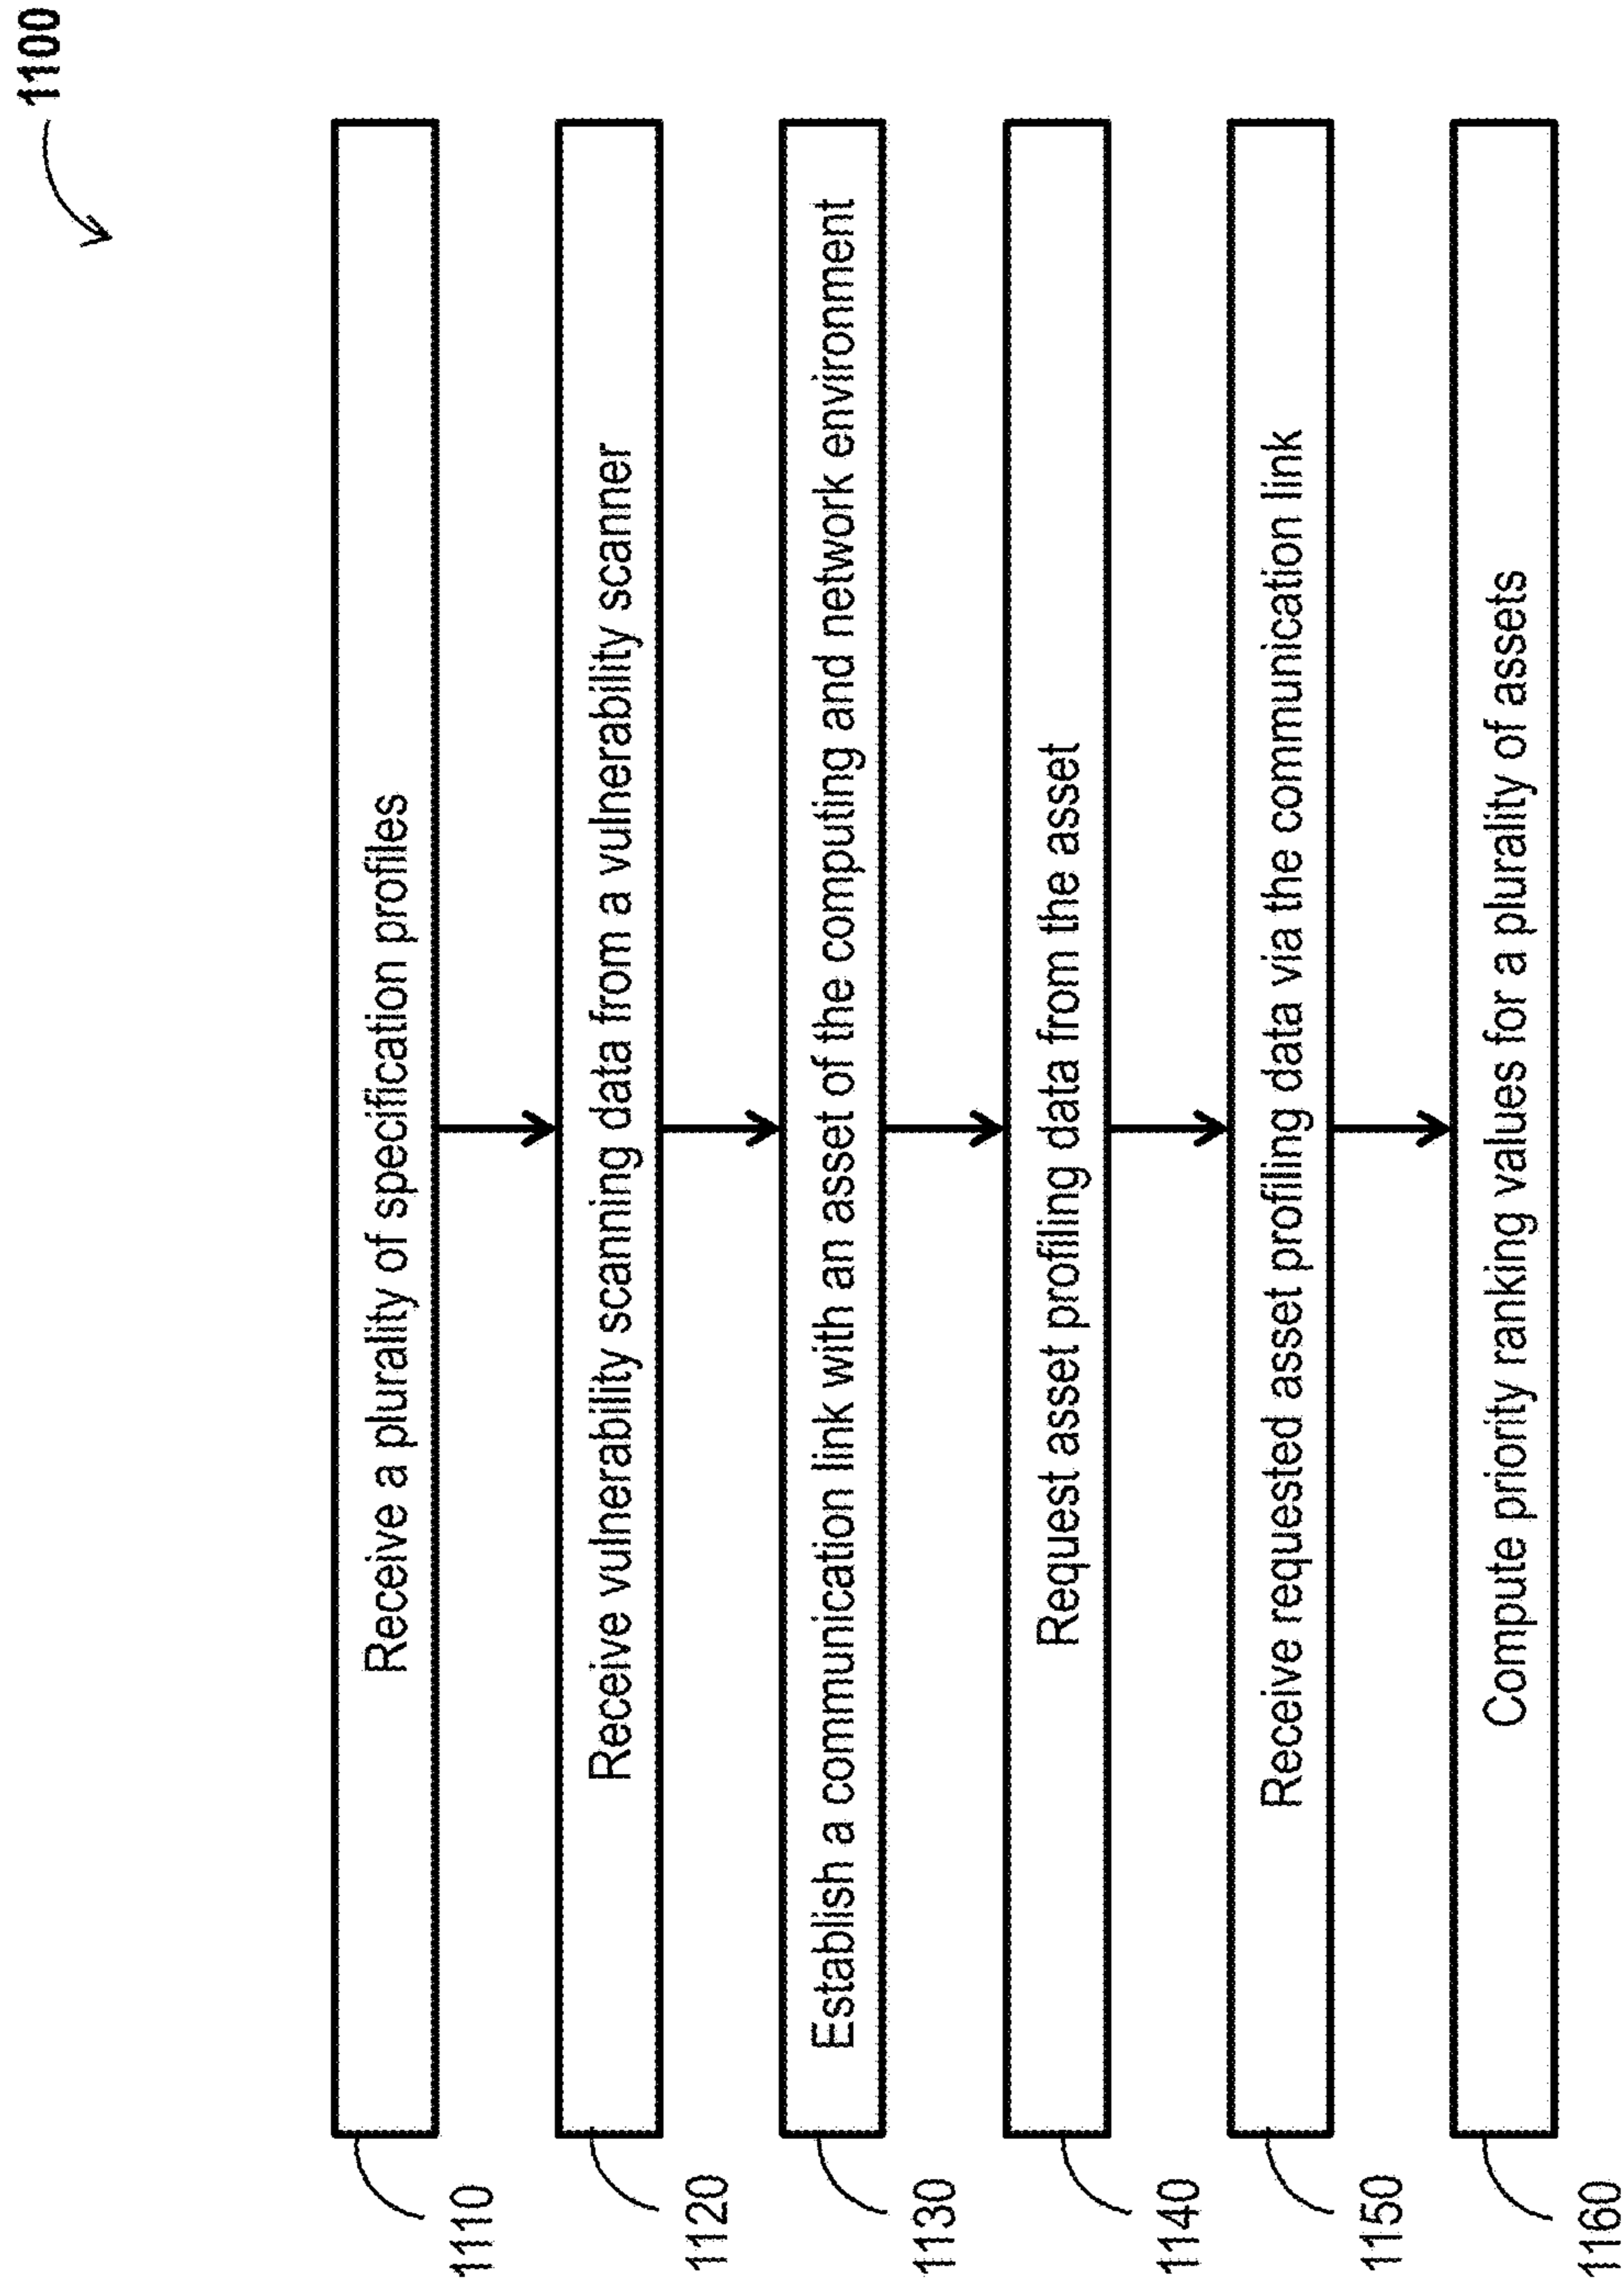 1100
1110
Receive a plurality of specification profiles
1120
Receive vulnerability scanning data from a vulnerability scanner
1130
Establish a communication link with an asset of the computing and network environment
1140
Request asset profiling data from the asset
1150
Receive requested asset profiling data via the communication link
1160
Compute priority ranking values for a plurality of assets